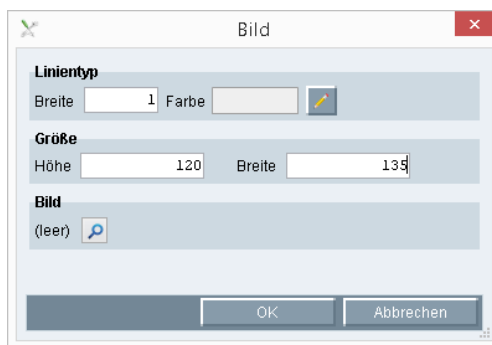 Bild
Linientyp
Breite 1 Farbe
Größe
Höhe 120 Breite 135
Bild
(leer)
OK Abbrechen